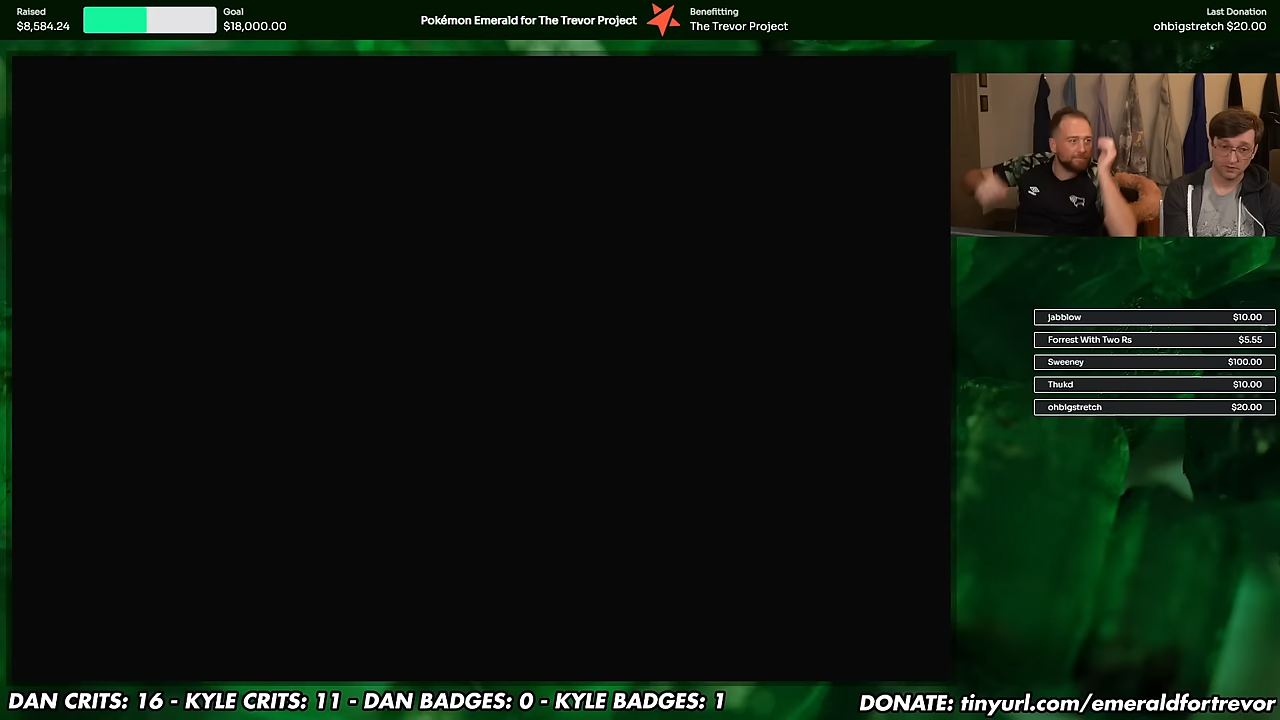 Raised
$8,584.24
Goal
$18,000.00
Pokémon Emerald for The Trevor Project
Benefitting
The Trevor Project
Last Donation
ohbigstretch $20.00
jabblow $10.00
Forrest With Two Rs $5.55
Sweeney $100.00
Thukd $10.00
ohbigstretch $20.00
DAN CRITS: 16 - KYLE CRITS: 11 - DAN BADGES: 0 - KYLE BADGES: 1
DONATE: tinyurl.com/emeraldfortrevor